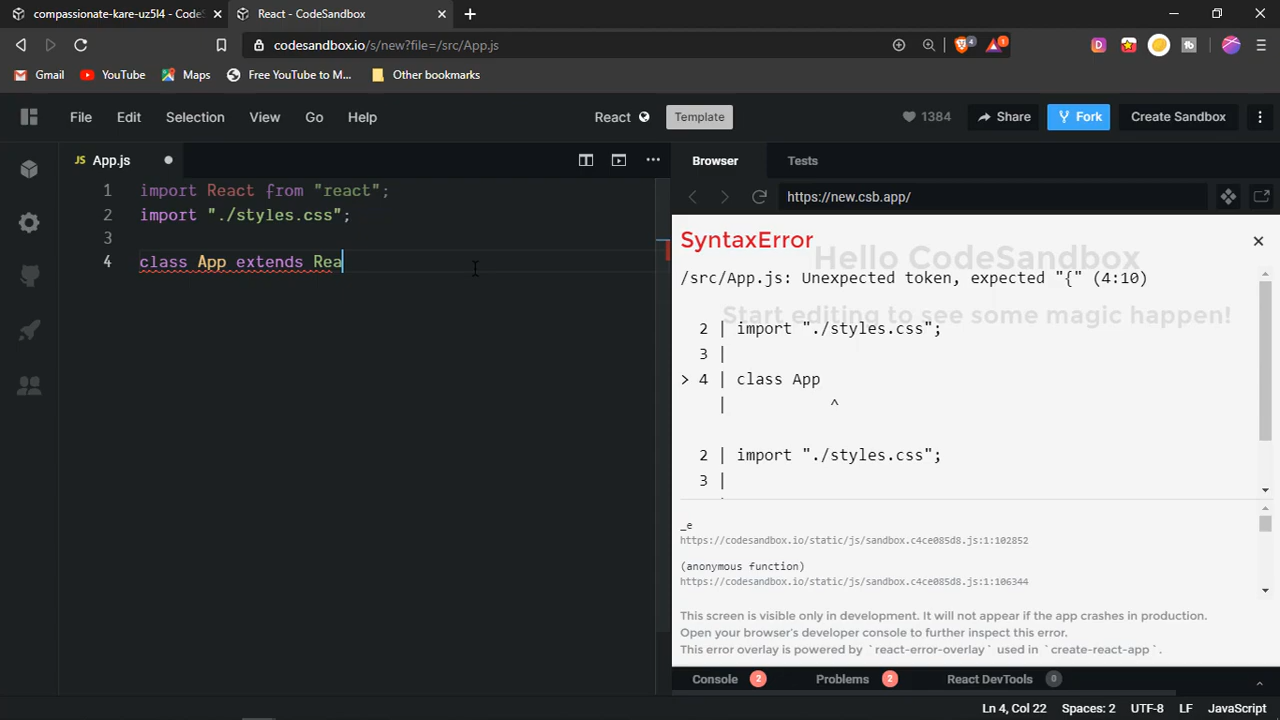 compassionate-kare-uz5l4 - CodeS
React - CodeSandbox
codesandbox.io/s/new?file=/src/App.js
4
1
Gmail
YouTube
Maps
Free YouTube to M...
Other bookmarks
File
Edit
Selection
View
Go
Help
React
Template
1384
Share
Fork
Create Sandbox
JS App.js
1 import React from "react";
2 import "./styles.css";
3
4 class App extends Rea
Browser
Tests
https://new.csb.app/
Hello CodeSandbox
Start editing to see some magic happen!
SyntaxError
/src/App.js: Unexpected token, expected "{" (4:10)
2 | import "./styles.css";
3 |
> 4 | class App
| ^
2 | import "./styles.css";
3 |
_e
https://codesandbox.io/static/js/sandbox.c4ce085d8.js:1:102852
(anonymous function)
https://codesandbox.io/static/js/sandbox.c4ce085d8.js:1:106344
This screen is visible only in development. It will not appear if the app crashes in production.
Open your browser's developer console to further inspect this error.
This error overlay is powered by `react-error-overlay` used in `create-react-app`.
Console 2
Problems 2
React DevTools 0
Ln 4, Col 22
Spaces: 2
UTF-8
LF
JavaScript